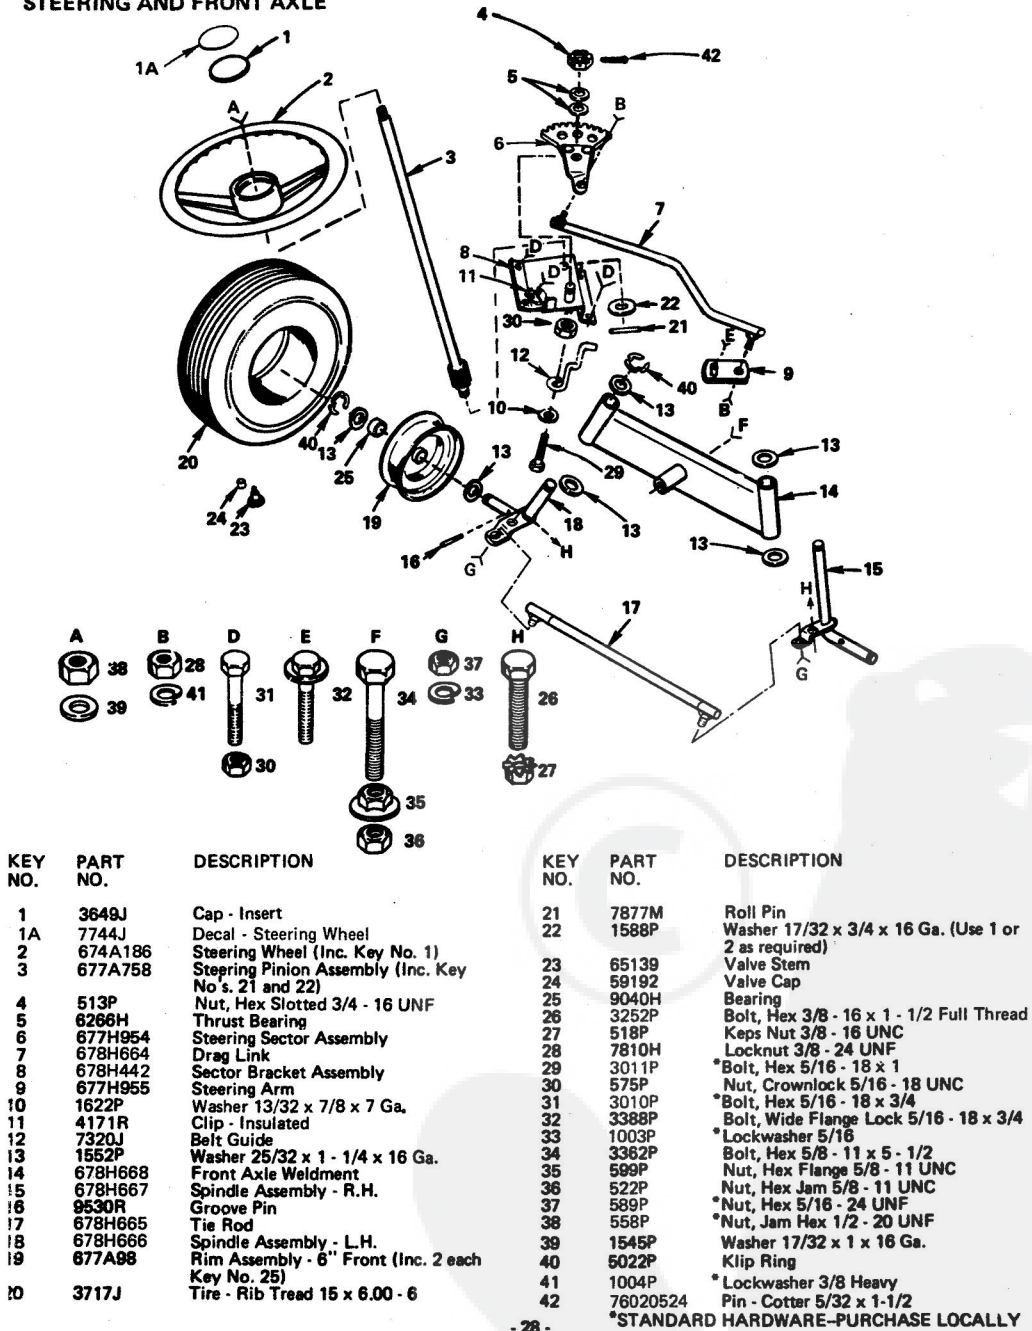 STEERING AND FRONT AXLE
4
42
1
1A
2
A
5
B
6
3
7
8
D
11
D
D
30
22
21
12
E
9
40
13
B
10
F
20
40
13
25
13
29
13
14
24
23
19
18
13
13
16
H
G
15
H
17
G
A B D E F G H
38 28 31 32 34 37 26
39 41 33
30 27
35
36
KEY NO. PART NO. DESCRIPTION
1 3649J Cap - Insert
1A 7744J Decal - Steering Wheel
2 674A186 Steering Wheel (Inc. Key No. 1)
3 677A758 Steering Pinion Assembly (Inc. Key
No's. 21 and 22)
4 513P Nut, Hex Slotted 3/4 - 16 UNF
5 6266H Thrust Bearing
6 677H954 Steering Sector Assembly
7 678H664 Drag Link
8 678H442 Sector Bracket Assembly
9 677H955 Steering Arm
10 1622P Washer 13/32 x 7/8 x 7 Ga.
11 4171R Clip - Insulated
12 7320J Belt Guide
13 1552P Washer 25/32 x 1 - 1/4 x 16 Ga.
14 678H668 Front Axle Weldment
15 678H667 Spindle Assembly - R.H.
16 9530R Groove Pin
17 678H665 Tie Rod
18 678H666 Spindle Assembly - L.H.
19 677A98 Rim Assembly - 6" Front (Inc. 2 each
Key No. 25)
20 3717J Tire - Rib Tread 15 x 6.00 - 6
KEY NO. PART NO. DESCRIPTION
21 7877M Roll Pin
22 1588P Washer 17/32 x 3/4 x 16 Ga. (Use 1 or
2 as required)
23 65139 Valve Stem
24 59192 Valve Cap
25 9040H Bearing
26 3252P Bolt, Hex 3/8 - 16 x 1 - 1/2 Full Thread
27 518P Keps Nut 3/8 - 16 UNC
28 7810H Locknut 3/8 - 24 UNF
29 3011P *Bolt, Hex 5/16 - 18 x 1
30 575P Nut, Crownlock 5/16 - 18 UNC
31 3010P *Bolt, Hex 5/16 - 18 x 3/4
32 3388P Bolt, Wide Flange Lock 5/16 - 18 x 3/4
33 1003P *Lockwasher 5/16
34 3362P Bolt, Hex 5/8 - 11 x 5 - 1/2
35 599P Nut, Hex Flange 5/8 - 11 UNC
36 522P Nut, Hex Jam 5/8 - 11 UNC
37 589P *Nut, Hex 5/16 - 24 UNF
38 558P *Nut, Jam Hex 1/2 - 20 UNF
39 1545P Washer 17/32 x 1 x 16 Ga.
40 5022P Klip Ring
41 1004P *Lockwasher 3/8 Heavy
42 76020524 Pin - Cotter 5/32 x 1-1/2
*STANDARD HARDWARE--PURCHASE LOCALLY
- 28 -